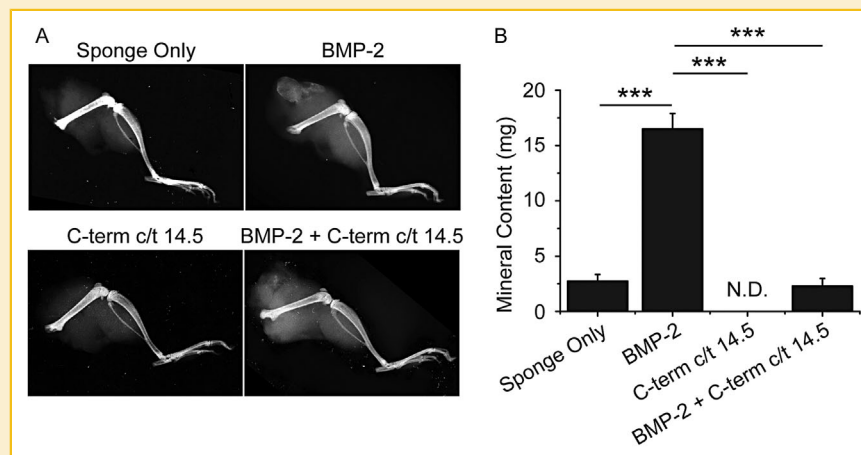 A
Sponge Only
BMP-2
C-term c/t 14.5
BMP-2 + C-term c/t 14.5
B
***
***
***
Mineral Content (mg)
20
15
10
5
0
N.D.
Sponge Only
BMP-2
C-term c/t 14.5
BMP-2 + C-term c/t 14.5